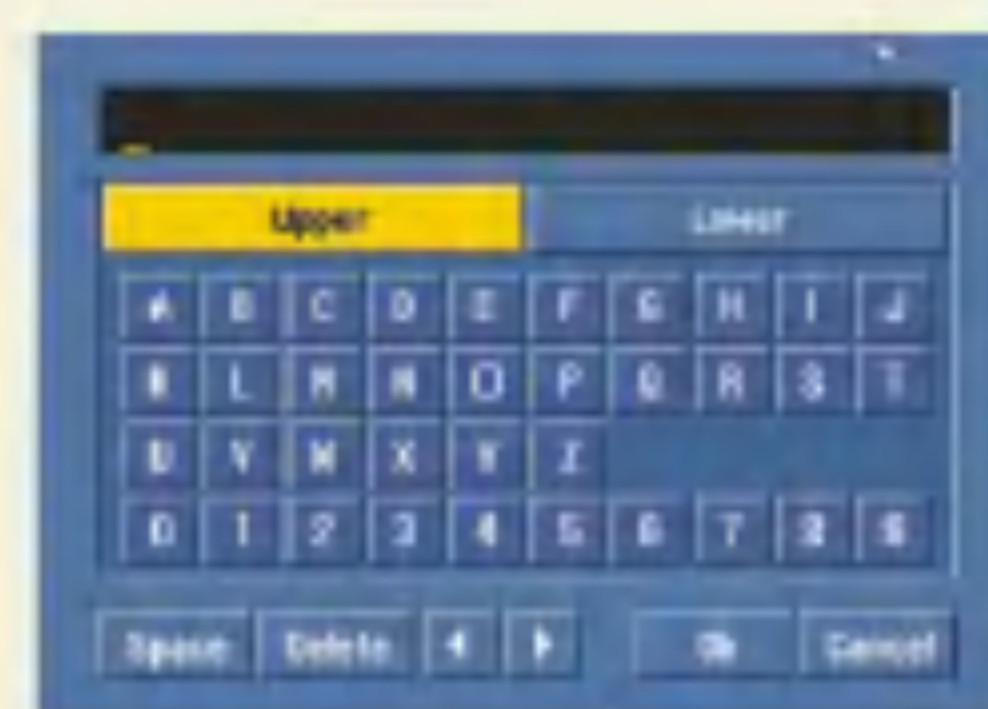 Upper Lower
A B C D E F G H I J
K L M N O P Q R S T
U V W X Y Z
0 1 2 3 4 5 6 7 8 9
Space Delete Ok Cancel